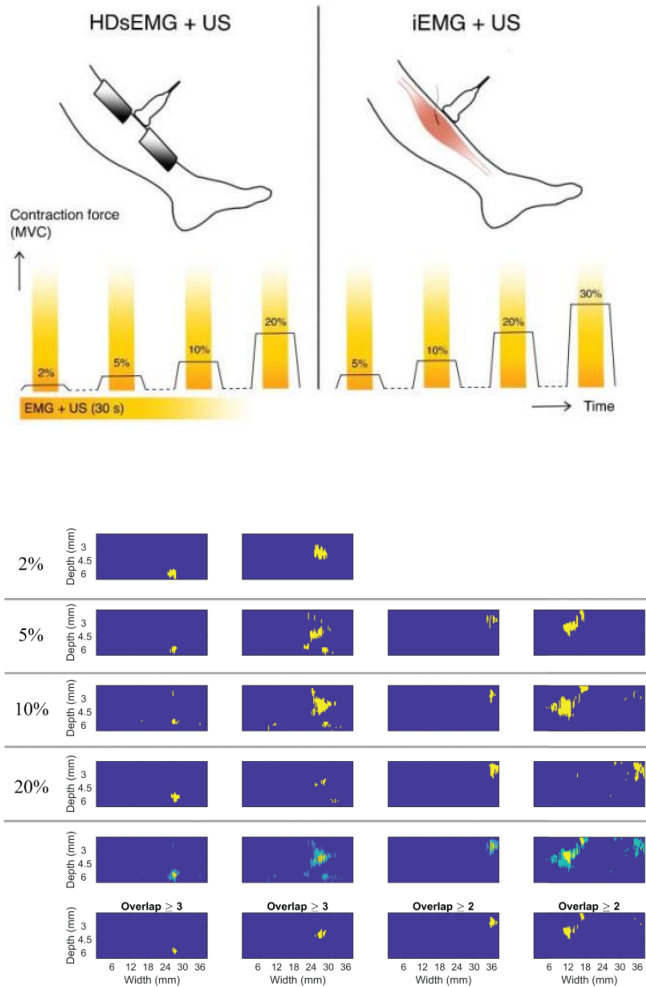 HDsEMG + US
iEMG + US
Contraction force
(MVC)
2%
5%
10%
20%
5%
10%
20%
30%
EMG + US (30 s)
Time
2%
Depth (mm)
3
4.5
6
5%
Depth (mm)
3
4.5
6
10%
Depth (mm)
3
4.5
6
20%
Depth (mm)
3
4.5
6
Depth (mm)
3
4.5
6
Overlap ≥ 3 Overlap ≥ 3 Overlap ≥ 2 Overlap ≥ 2
Depth (mm)
3
4.5
6
6 12 18 24 30 36 6 12 18 24 30 36 6 12 18 24 30 36 6 12 18 24 30 36
Width (mm) Width (mm) Width (mm) Width (mm)